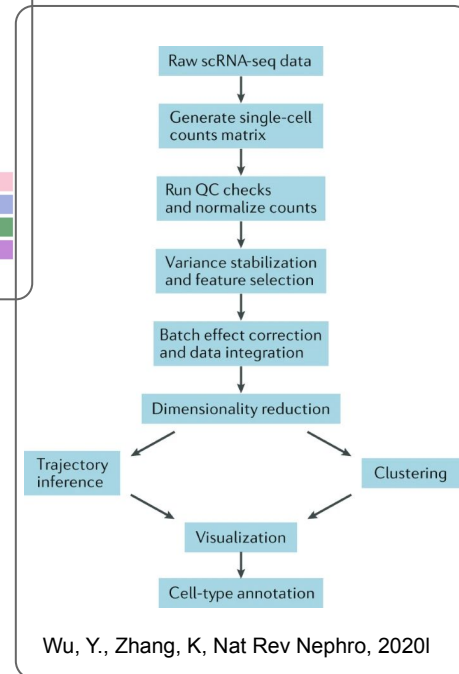 Raw scRNA-seq data
Generate single-cell
counts matrix
Run QC checks
and normalize counts
Variance stabilization
and feature selection
Batch effect correction
and data integration
Dimensionality reduction
Trajectory
inference
Clustering
Visualization
Cell-type annotation
Wu, Y., Zhang, K, Nat Rev Nephro, 2020l